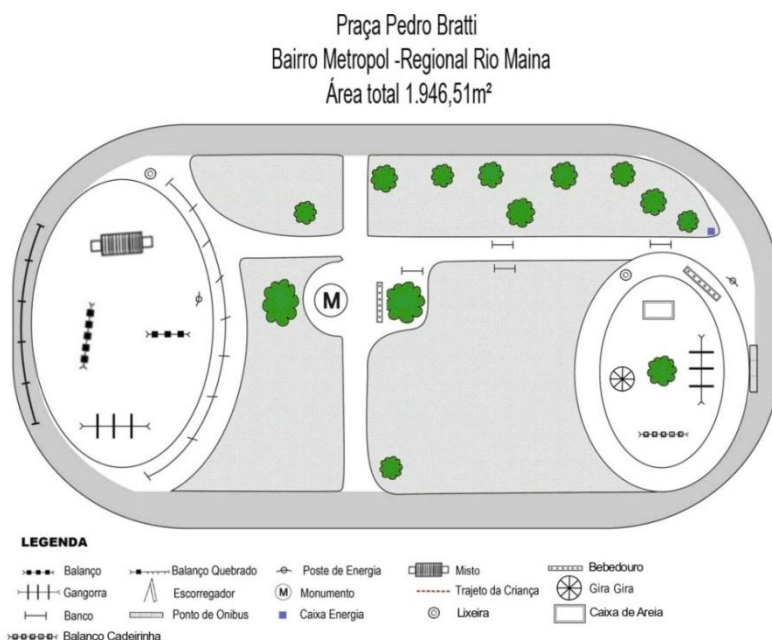 Praça Pedro Bratti
Bairro Metropol -Regional Rio Maina
Área total 1.946,51m²
M
LEGENDA
Balanço
Balanço Quebrado
Poste de Energia
Misto
Bebedouro
Gangorra
Escorregador
M
Monumento
Trajeto da Criança
Gira Gira
Banco
Ponto de Onibus
Caixa Energia
Lixeira
Caixa de Areia
Balanco Cadeirinha